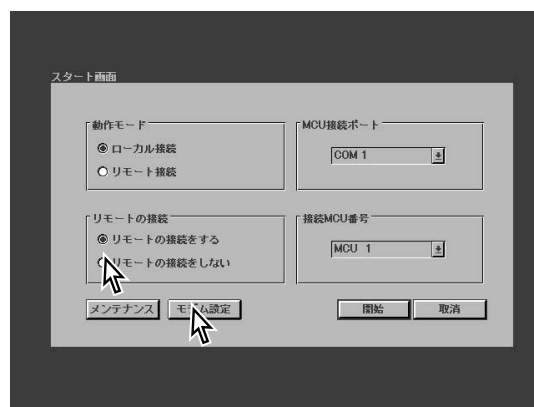 スタート画面
動作モード
ローカル接続
リモート接続
MCU接続ポート
COM 1
リモートの接続
リモートの接続をする
リモートの接続をしない
接続MCU番号
MCU 1
メンテナンス
モデム設定
開始
取消